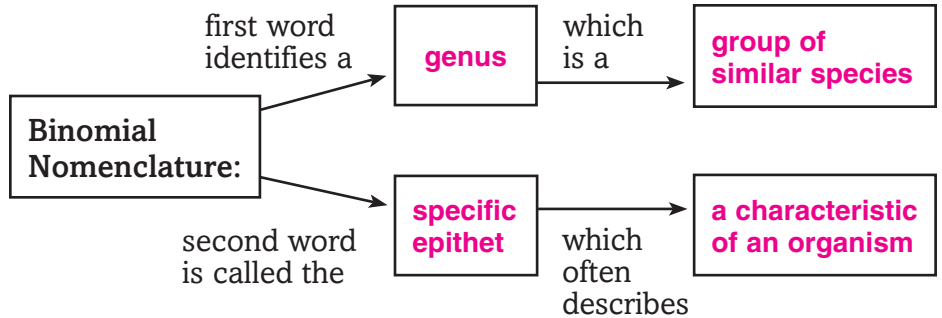 Binomial
Nomenclature:
first word
identifies a
genus
which
is a
group of
similar species
second word
is called the
specific
epithet
which
often
describes
a characteristic
of an organism